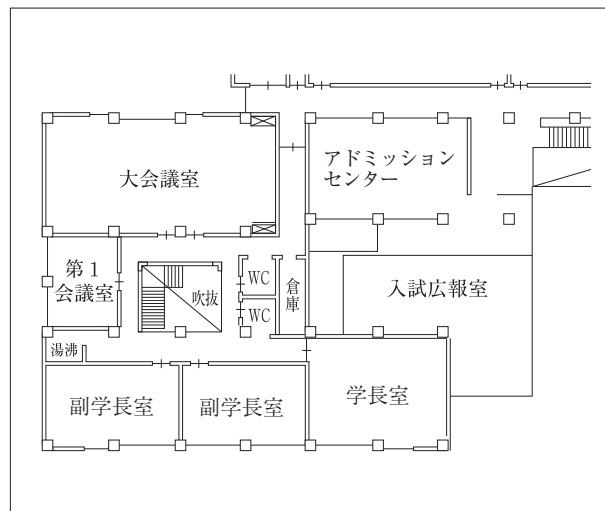 アドミッション
センター
大会議室
第１
会議室
吹抜
WC
倉庫
入試広報室
WC
湯沸
副学長室
副学長室
学長室